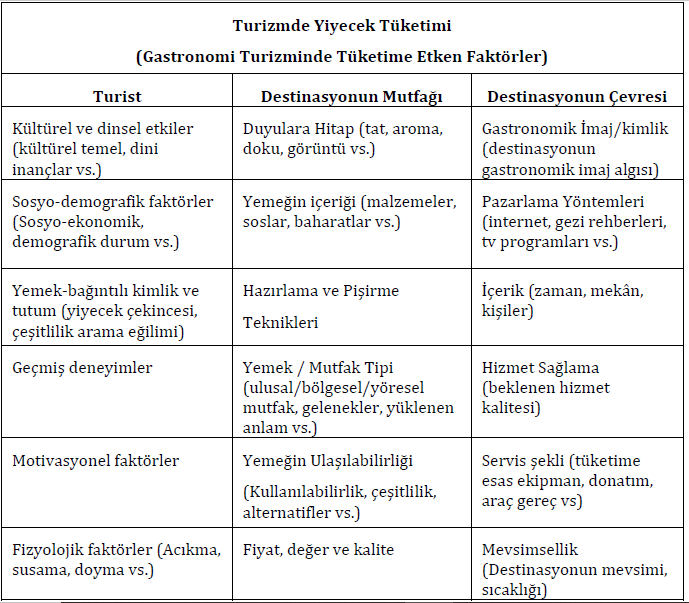 Turizmde Yiyecek Tüketimi
(Gastronomi Turizminde Tüketime Etken Faktörler)
Turist
Destinasyonun Mutfağı
Destinasyonun Çevresi
Kültürel ve dinsel etkiler
(kültürel temel, dini
inançlar vs.)
Duyulara Hitap (tat, aroma,
doku, görüntü vs.)
Gastronomik İmaj/kimlik
(destinasyonun
gastronomik imaj algısı)
Sosyo-demografik faktörler
(Sosyo-ekonomik,
demografik durum vs.)
Yemeğin içeriği (malzemeler,
soslar, baharatlar vs.)
Pazarlama Yöntemleri
(internet, gezi rehberleri,
tv programları vs.)
Yemek-bağıntılı kimlik ve
tutum (yiyecek çekincesi,
çeşitlilik arama eğilimi)
Hazırlama ve Pişirme
Teknikleri
İçerik (zaman, mekân,
kişiler)
Geçmiş deneyimler
Yemek / Mutfak Tipi
(ulusal/bölgesel/yöresel
mutfak, gelenekler, yüklenen
anlam vs.)
Hizmet Sağlama
(beklenen hizmet
kalitesi)
Motivasyonel faktörler
Yemeğin Ulaşılabilirliği
(Kullanılabilirlik, çeşitlilik,
alternatifler vs.)
Servis şekli (tüketime
esas ekipman, donatım,
araç gereç vs)
Fizyolojik faktörler (Acıkma,
susama, doyma vs.)
Fiyat, değer ve kalite
Mevsimsellik
(Destinasyonun mevsimi,
sıcaklığı)